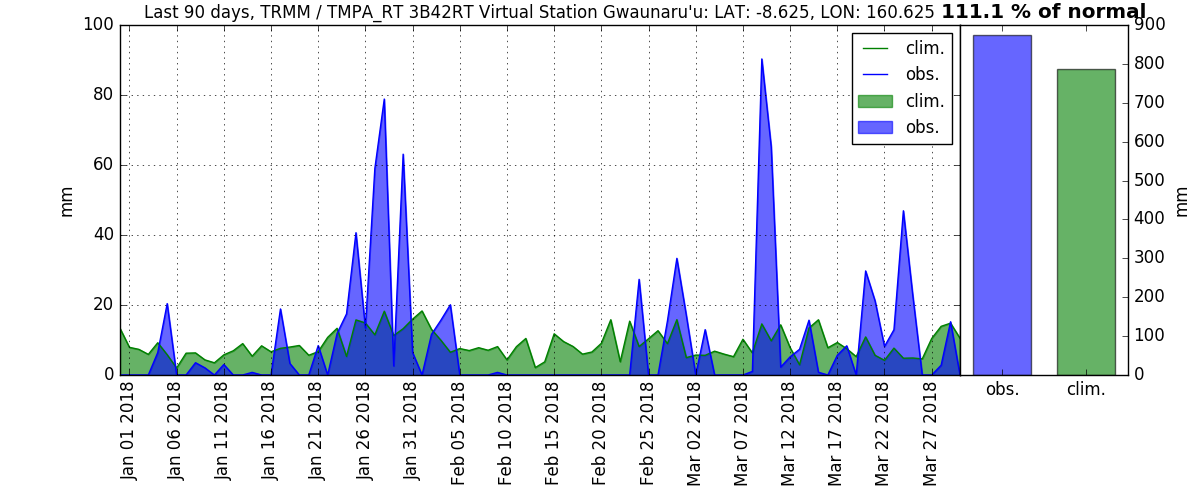 Last 90 days, TRMM / TMPA_RT 3B42RT Virtual Station Gwaunaru'u: LAT: -8.625, LON: 160.625 111.1 % of normal
100
80
60
40
20
0
mm
clim.
obs.
clim.
obs.
900
800
700
600
500
400
300
200
100
0
mm
obs.
clim.
Jan 01 2018
Jan 06 2018
Jan 11 2018
Jan 16 2018
Jan 21 2018
Jan 26 2018
Jan 31 2018
Feb 05 2018
Feb 10 2018
Feb 15 2018
Feb 20 2018
Feb 25 2018
Mar 02 2018
Mar 07 2018
Mar 12 2018
Mar 17 2018
Mar 22 2018
Mar 27 2018